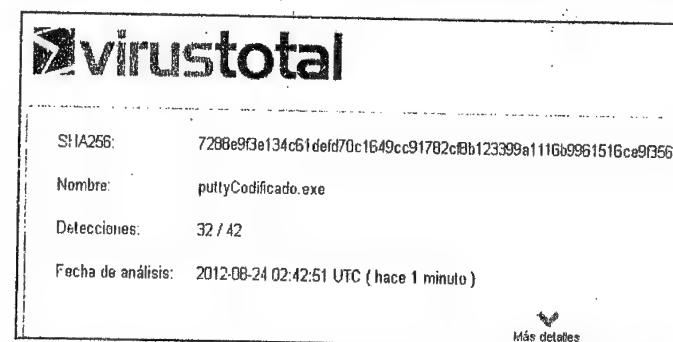 virustotal
SHA256: 7288e9f3e134c61defd70c1649cc91782cf8b123399a1116b9961516ca9f356
Nombre: puttyCodificado.exe
Detecciones: 32 / 42
Fecha de análisis: 2012-08-24 02:42:51 UTC ( hace 1 minuto )
Más detalles